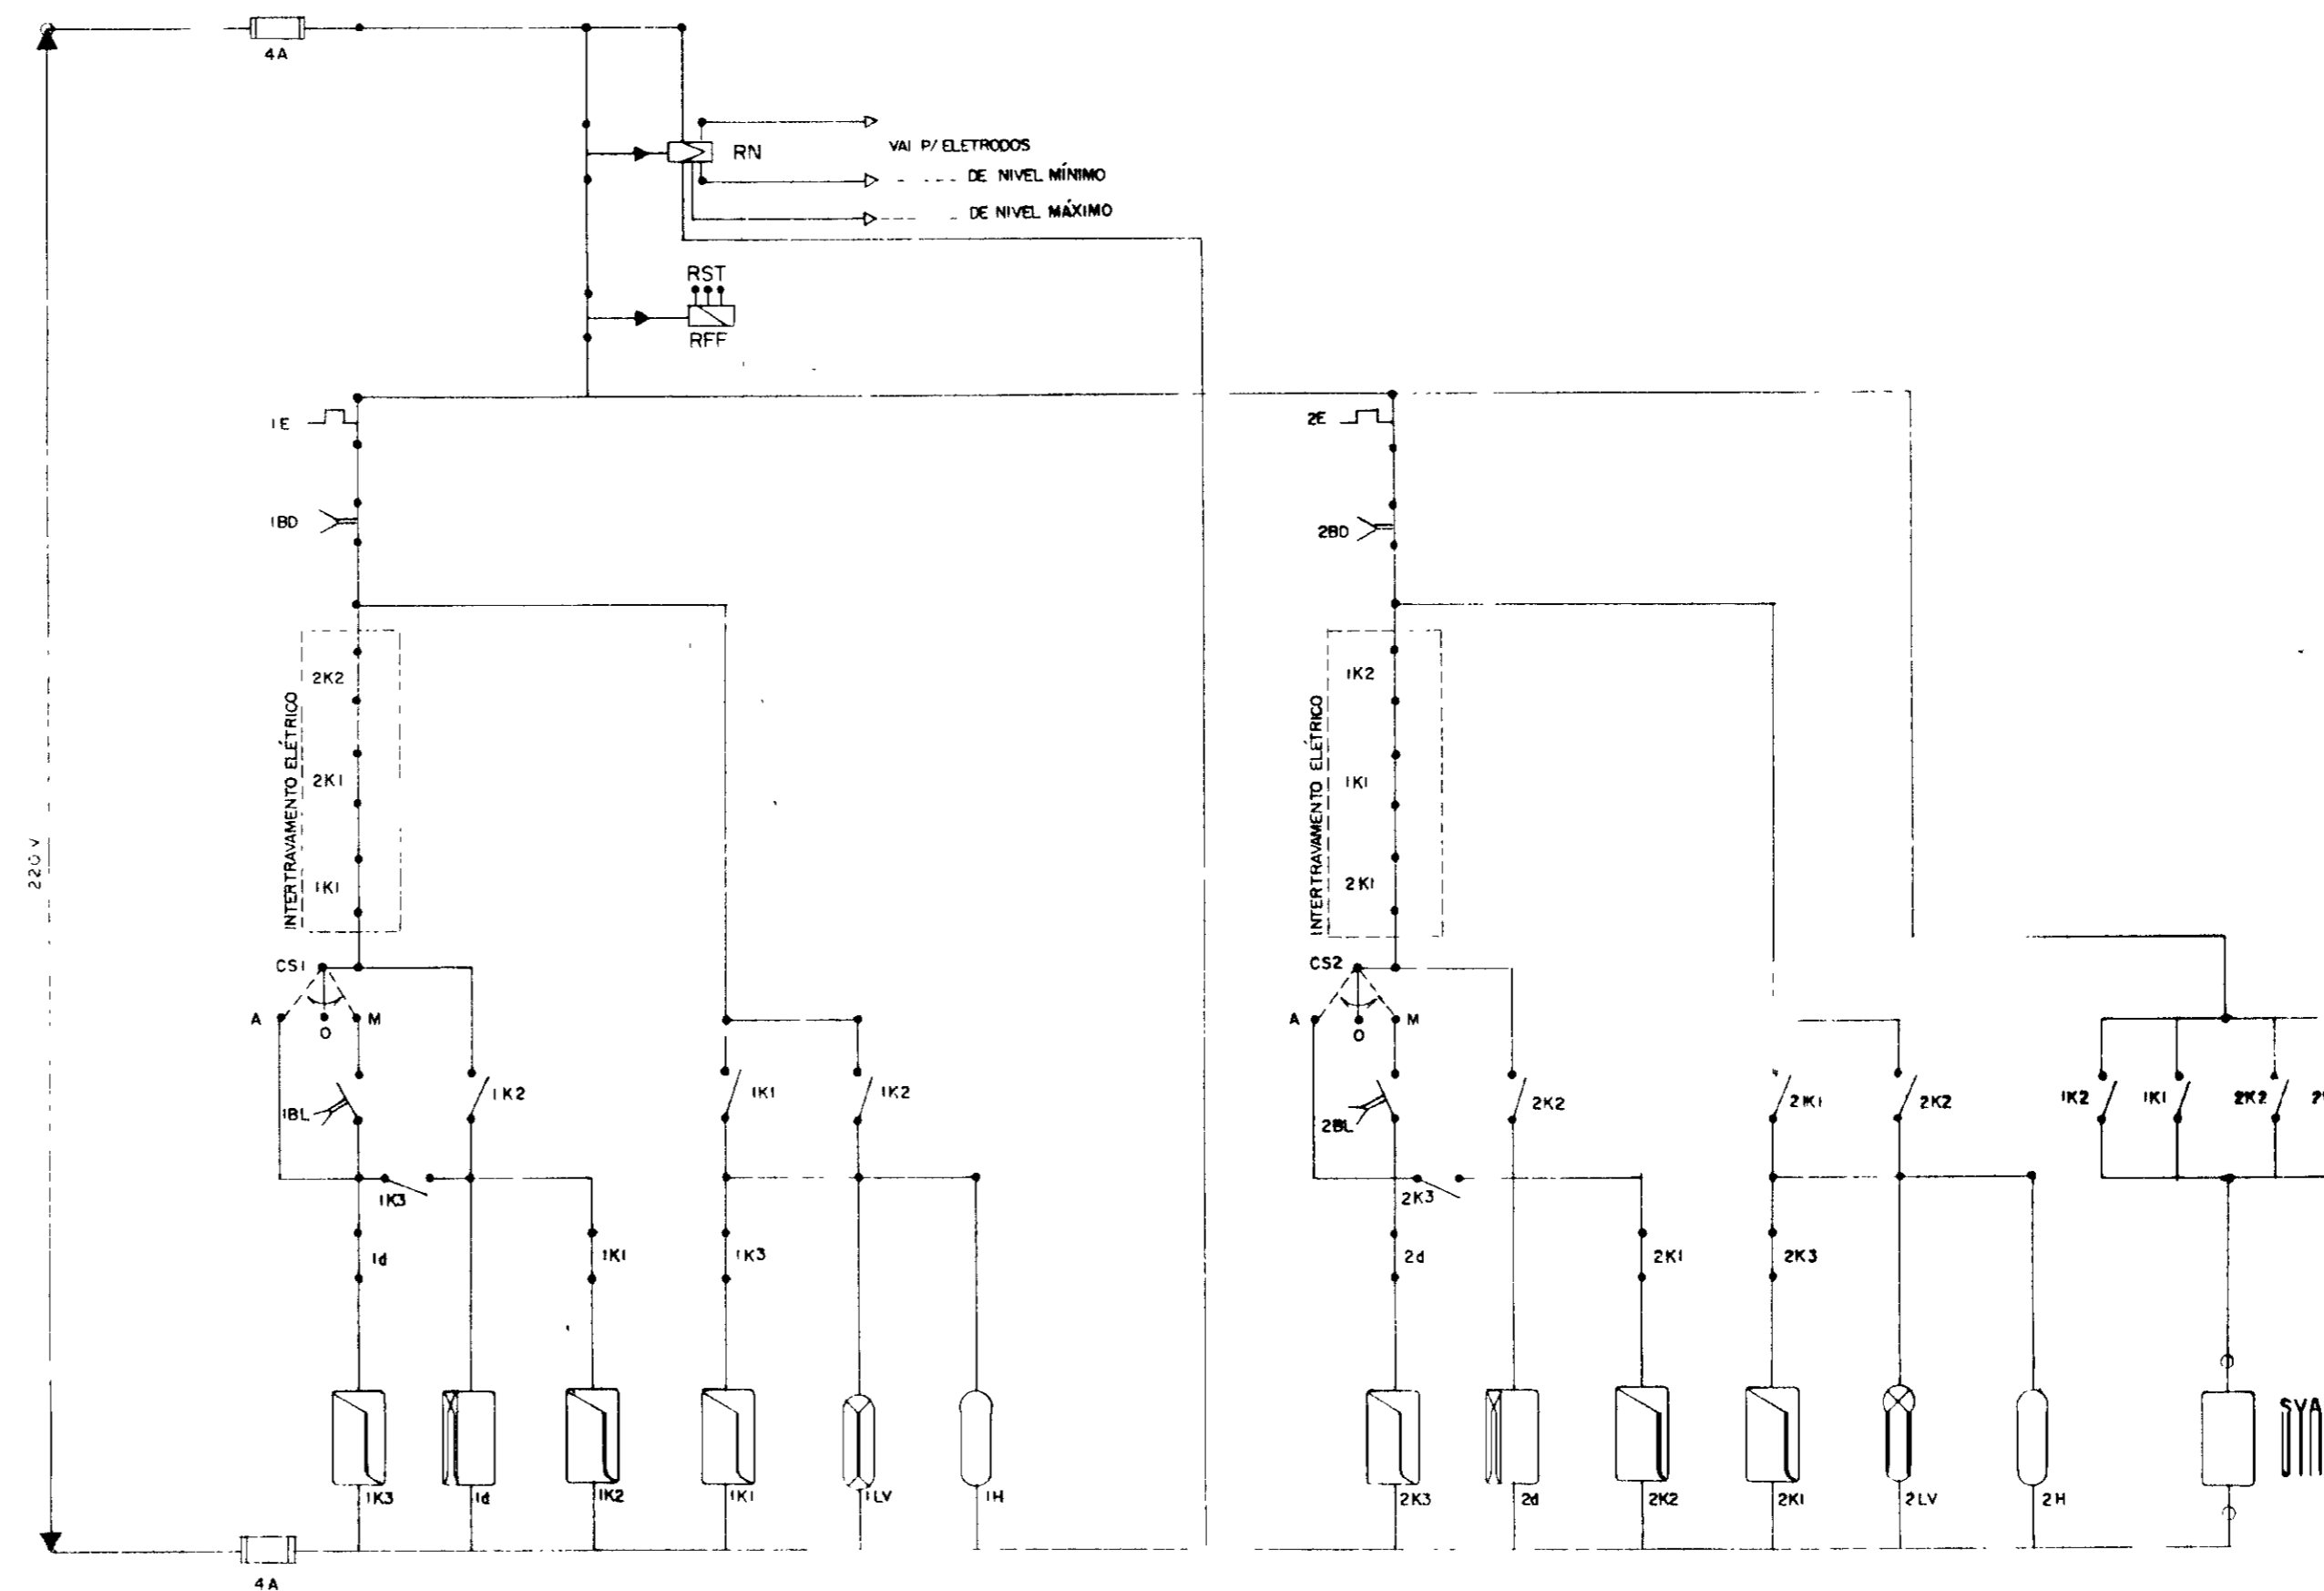 4A
RN
VAI P/ ELETRODOS
DE NIVEL MÍNIMO
DE NIVEL MÁXIMO
RST
RFF
1E
2E
1BD
2BD
220 V
INTERTRAVAMENTO ELÉTRICO
2K2
2K1
1K1
INTERTRAVAMENTO ELÉTRICO
1K2
1K1
2K1
CS1
A
O
M
CS2
A
O
M
1BL
1K2
1K1
1K2
2BL
2K2
2K1
2K2
1K2
1K1
2K2
1K3
2K3
1d
1K1
1K3
2d
2K1
2K3
SYA
1K3
1d
1K2
1K1
1LV
1H
2K3
2d
2K2
2K1
2LV
2H
4A